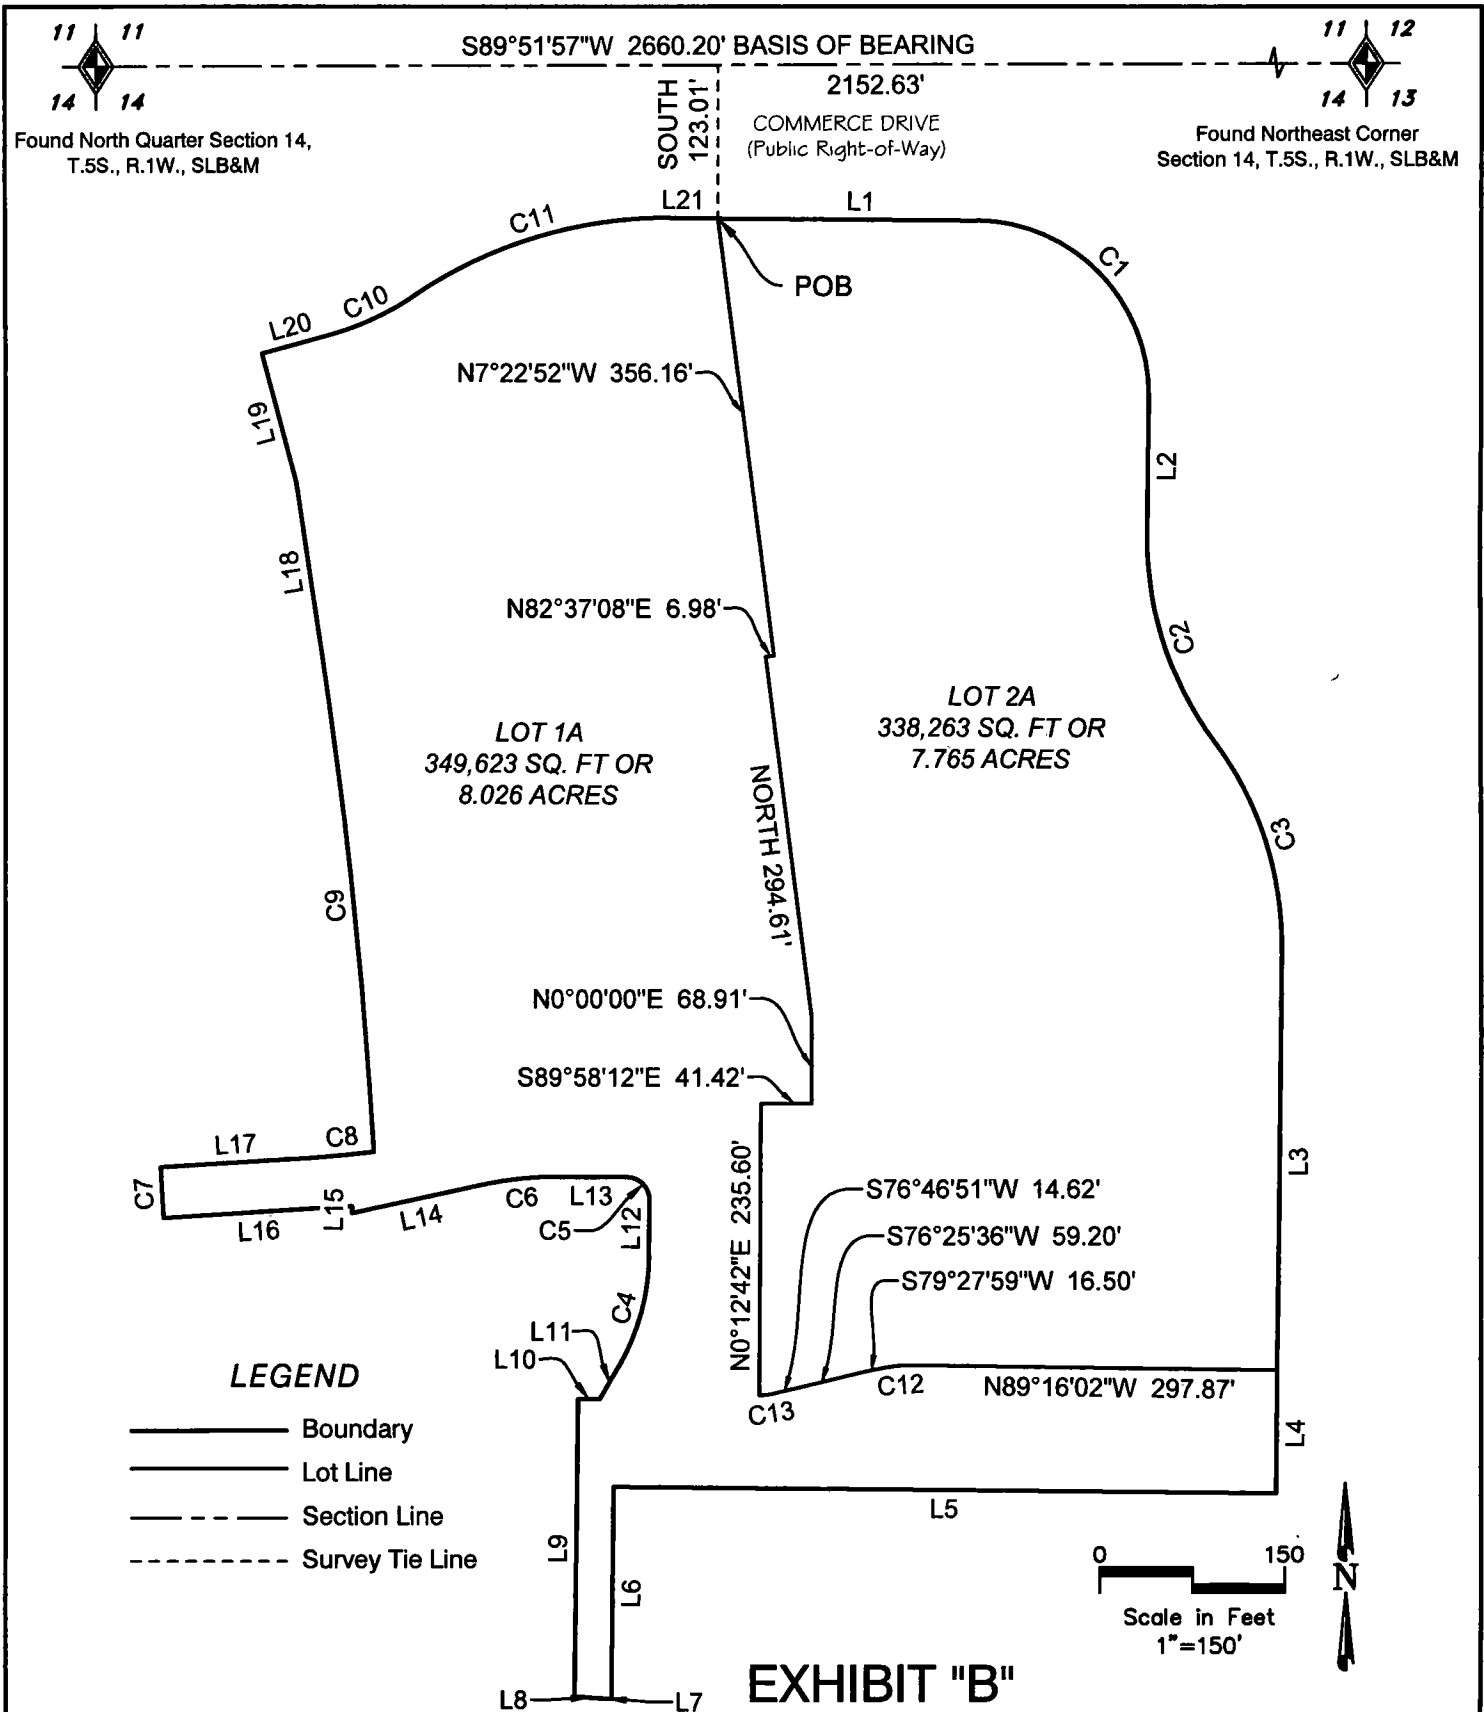 11 11
14 14
Found North Quarter Section 14,
T.5S., R.1W., SLB&M
S89°51'57"W 2660.20' BASIS OF BEARING
2152.63'
SOUTH
123.01'
COMMERCE DRIVE
(Public Right-of-Way)
11 12
14 13
Found Northeast Corner
Section 14, T.5S., R.1W., SLB&M
L21
L1
C11
C1
POB
C10
L20
N7°22'52"W 356.16'
L19
L2
L18
N82°37'08"E 6.98'
C2
LOT 1A
349,623 SQ. FT OR
8.026 ACRES
LOT 2A
338,263 SQ. FT OR
7.765 ACRES
NORTH 294.61'
C3
C9
N0°00'00"E 68.91'
S89°58'12"E 41.42'
L17
C8
C7
L16
L15
L14
C6
L13
C5
L12
N0°12'42"E 235.60'
S76°46'51"W 14.62'
S76°25'36"W 59.20'
S79°27'59"W 16.50'
L3
C4
L11
L10
C13
C12
N89°16'02"W 297.87'
L4
LEGEND
Boundary
Lot Line
Section Line
Survey Tie Line
L5
L9
L6
0 150
Scale in Feet
1"=150'
N
L8
L7
EXHIBIT "B"